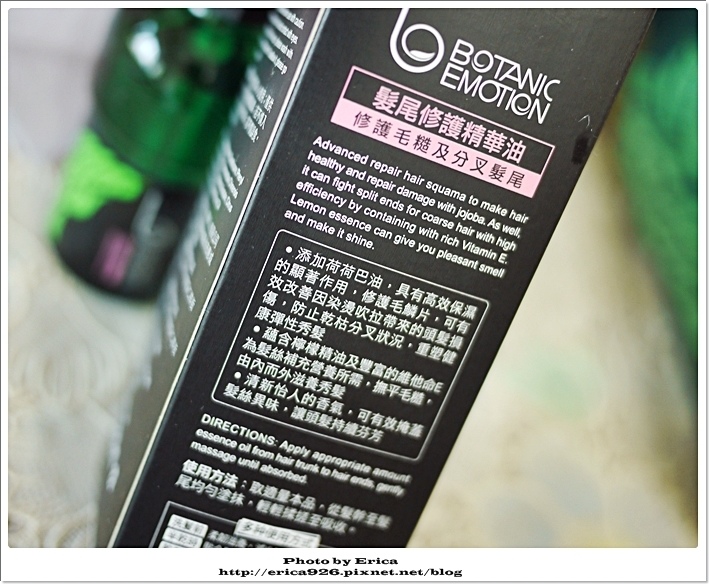 BOTANIC
EMOTION
髮尾修護精華油
修護毛糙及分叉髮尾
Advanced repair hair squama to make hair
healthy and repair damage with jojoba. As well,
it can fight split ends for coarse hair with high
efficiency by containing with rich Vitamin E.
Lemon essence can give you pleasant smell
and make it shine.
• 添加荷荷巴油，具有高效保濕
的顯著作用，修護毛鱗片，可有
效改善因染燙吹拉帶來的頭髮損
傷，防止乾枯分叉狀況，重塑健
康彈性秀髮
• 蘊含檸檬精油及豐富的維他命E
為髮絲補充營養所需，撫平毛糙，
由內而外滋養秀髮
• 清新怡人的香氣，可有效掩蓋
髮絲異味，讓頭髮持續芬芳
DIRECTIONS: Apply appropriate amount
essence oil from hair trunk to hair ends, gently
massage until absorbed.
使用方法：取適量本品，從髮幹至髮
尾均勻塗抹，輕輕揉至吸收。
多種使用方式
洗髮前
Photo by Erica
http://erica926.pixnet.net/blog